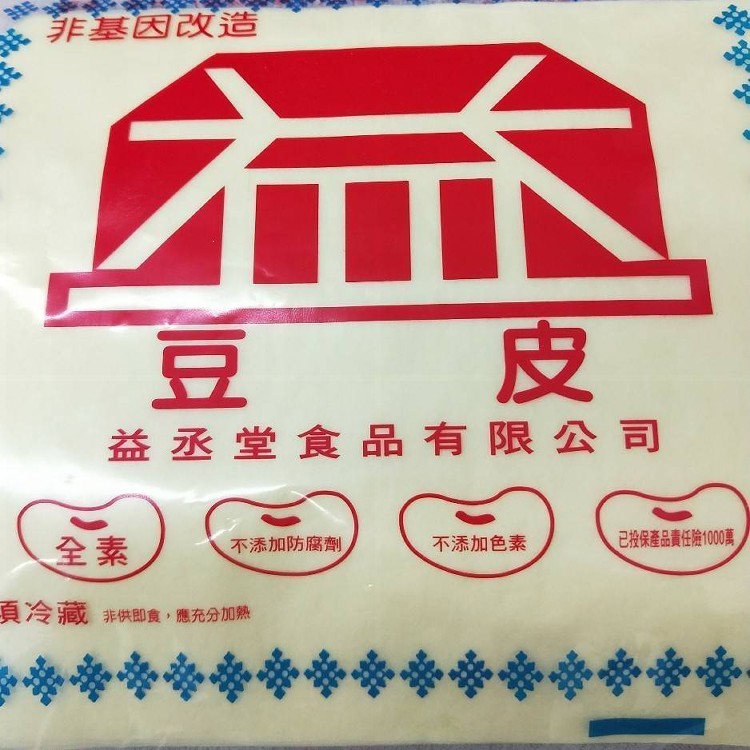 非基因改造
益
豆皮
益丞堂食品有限公司
全素
不添加防腐劑
不添加色素
已投保產品責任險1000萬
須冷藏 非供即食，應充分加熱